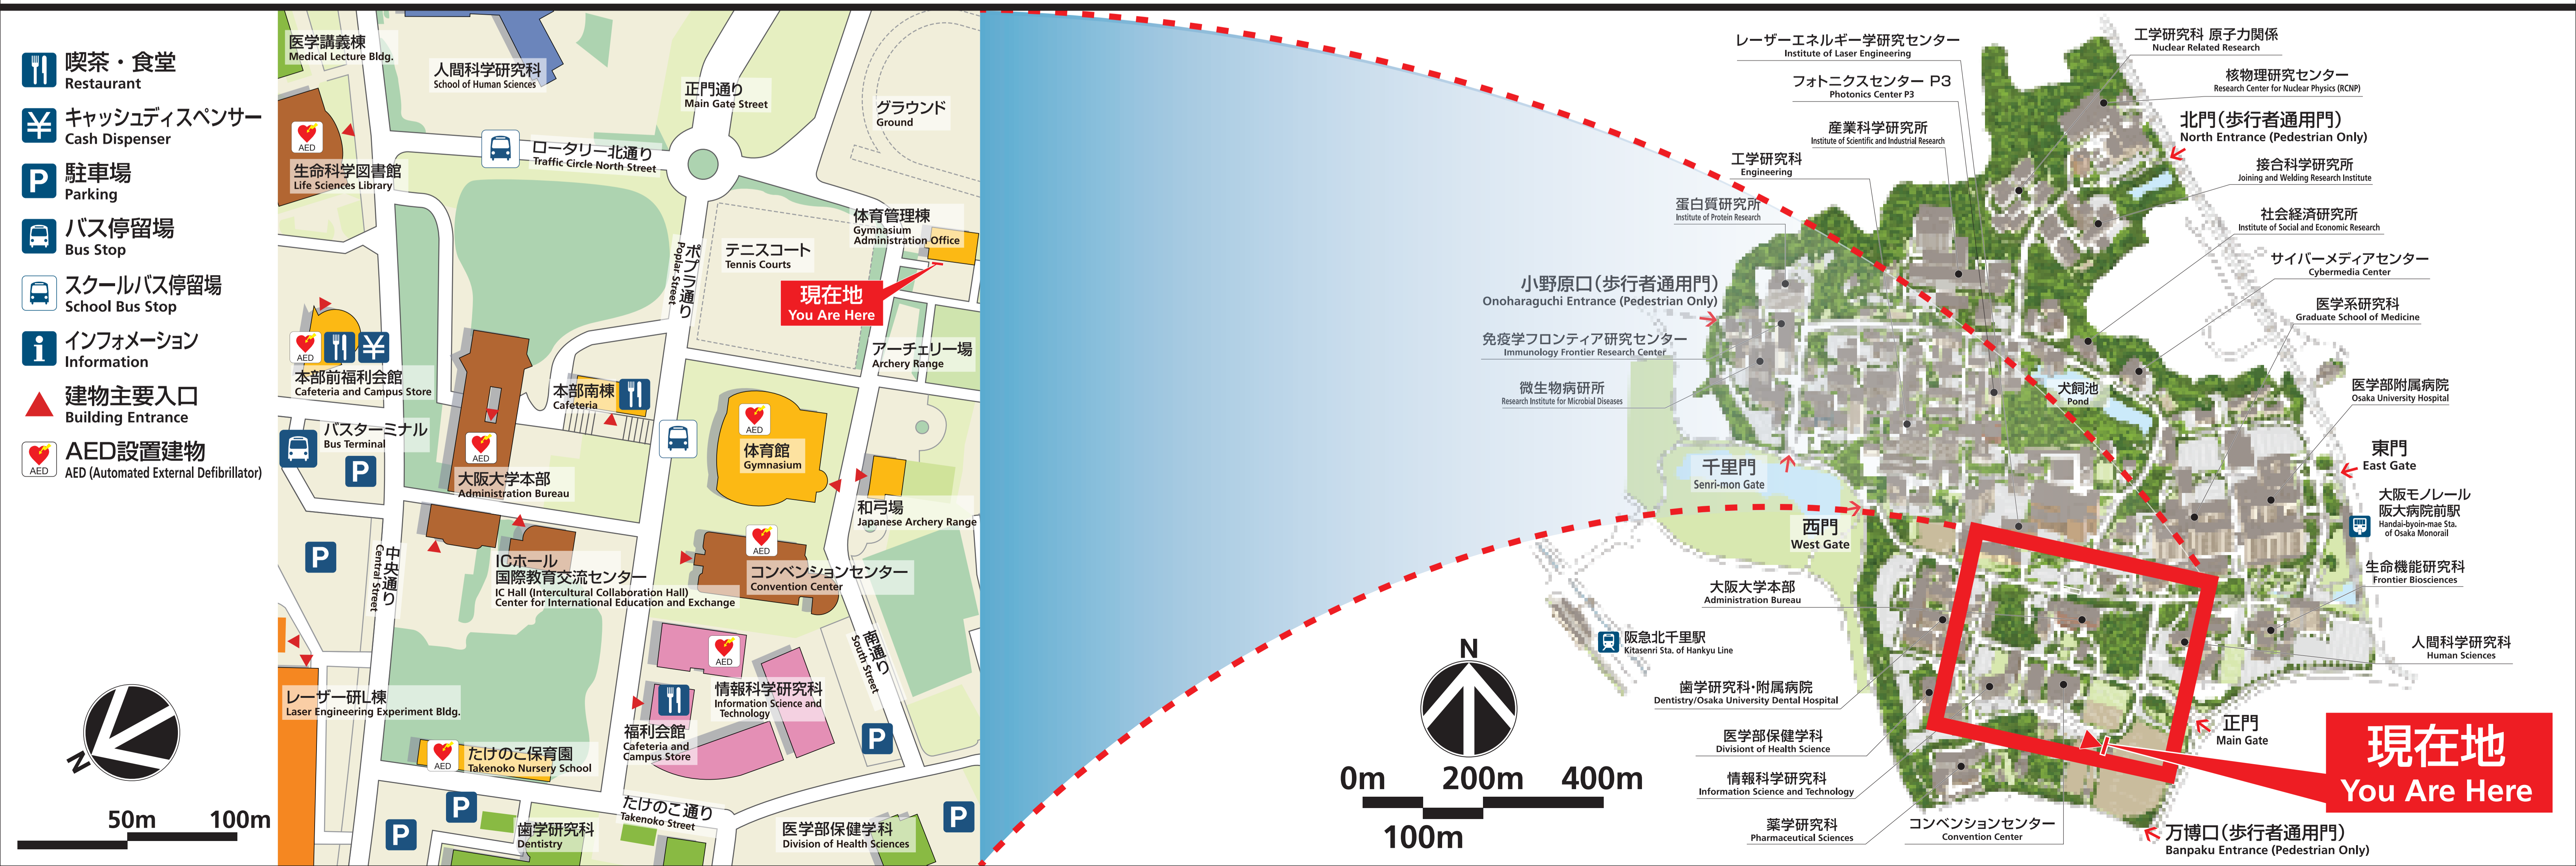 喫茶・食堂
Restaurant
キャッシュディスペンサー
Cash Dispenser
駐車場
Parking
バス停留場
Bus Stop
スクールバス停留場
School Bus Stop
インフォメーション
Information
建物主要入口
Building Entrance
AED設置建物
AED (Automated External Defibrillator)
AED
N
50m 100m
医学講義棟
Medical Lecture Bldg.
人間科学研究科
School of Human Sciences
正門通り
Main Gate Street
グラウンド
Ground
AED
生命科学図書館
Life Sciences Library
ロータリー北通り
Traffic Circle North Street
体育管理棟
Gymnasium
Administration Office
テニスコート
Tennis Courts
ポプラ通り
Poplar Street
現在地
You Are Here
AED
本部前福利会館
Cafeteria and Campus Store
アーチェリー場
Archery Range
本部南棟
Cafeteria
バスターミナル
Bus Terminal
P
AED
大阪大学本部
Administration Bureau
AED
体育館
Gymnasium
和弓場
Japanese Archery Range
P
中央通り
Central Street
ICホール
国際教育交流センター
IC Hall (Intercultural Collaboration Hall)
Center for International Education and Exchange
AED
コンベンションセンター
Convention Center
南通り
South Street
AED
情報科学研究科
Information Science and
Technology
レーザー研L棟
Laser Engineering Experiment Bldg.
福利会館
Cafeteria and
Campus Store
P
AED
たけのこ保育園
Takenoko Nursery School
P
P
たけのこ通り
Takenoko Street
歯学研究科
Dentistry
医学部保健学科
Division of Health Sciences
P
レーザーエネルギー学研究センター
Institute of Laser Engineering
フォトニクスセンター P3
Photonics Center P3
産業科学研究所
Institute of Scientific and Industrial Research
工学研究科
Engineering
蛋白質研究所
Institute of Protein Research
小野原口(歩行者通用門)
Onoharaguchi Entrance (Pedestrian Only)
免疫学フロンティア研究センター
Immunology Frontier Research Center
微生物病研所
Research Institute for Microbial Diseases
千里門
Senri-mon Gate
西門
West Gate
大阪大学本部
Administration Bureau
阪急北千里駅
Kitasenri Sta. of Hankyu Line
歯学研究科・附属病院
Dentistry/Osaka University Dental Hospital
医学部保健学科
Divisiont of Health Science
情報科学研究科
Information Science and Technology
薬学研究科
Pharmaceutical Sciences
コンベンションセンター
Convention Center
N
0m 200m 400m
100m
工学研究科 原子力関係
Nuclear Related Research
核物理研究センター
Research Center for Nuclear Physics (RCNP)
北門(歩行者通用門)
North Entrance (Pedestrian Only)
接合科学研究所
Joining and Welding Research Institute
社会経済研究所
Institute of Social and Economic Research
サイバーメディアセンター
Cybermedia Center
医学系研究科
Graduate School of Medicine
犬飼池
Pond
医学部附属病院
Osaka University Hospital
東門
East Gate
大阪モノレール
阪大病院前駅
Handai-byoin-mae Sta.
of Osaka Monorail
生命機能研究科
Frontier Biosciences
人間科学研究科
Human Sciences
正門
Main Gate
現在地
You Are Here
万博口(歩行者通用門)
Banpaku Entrance (Pedestrian Only)